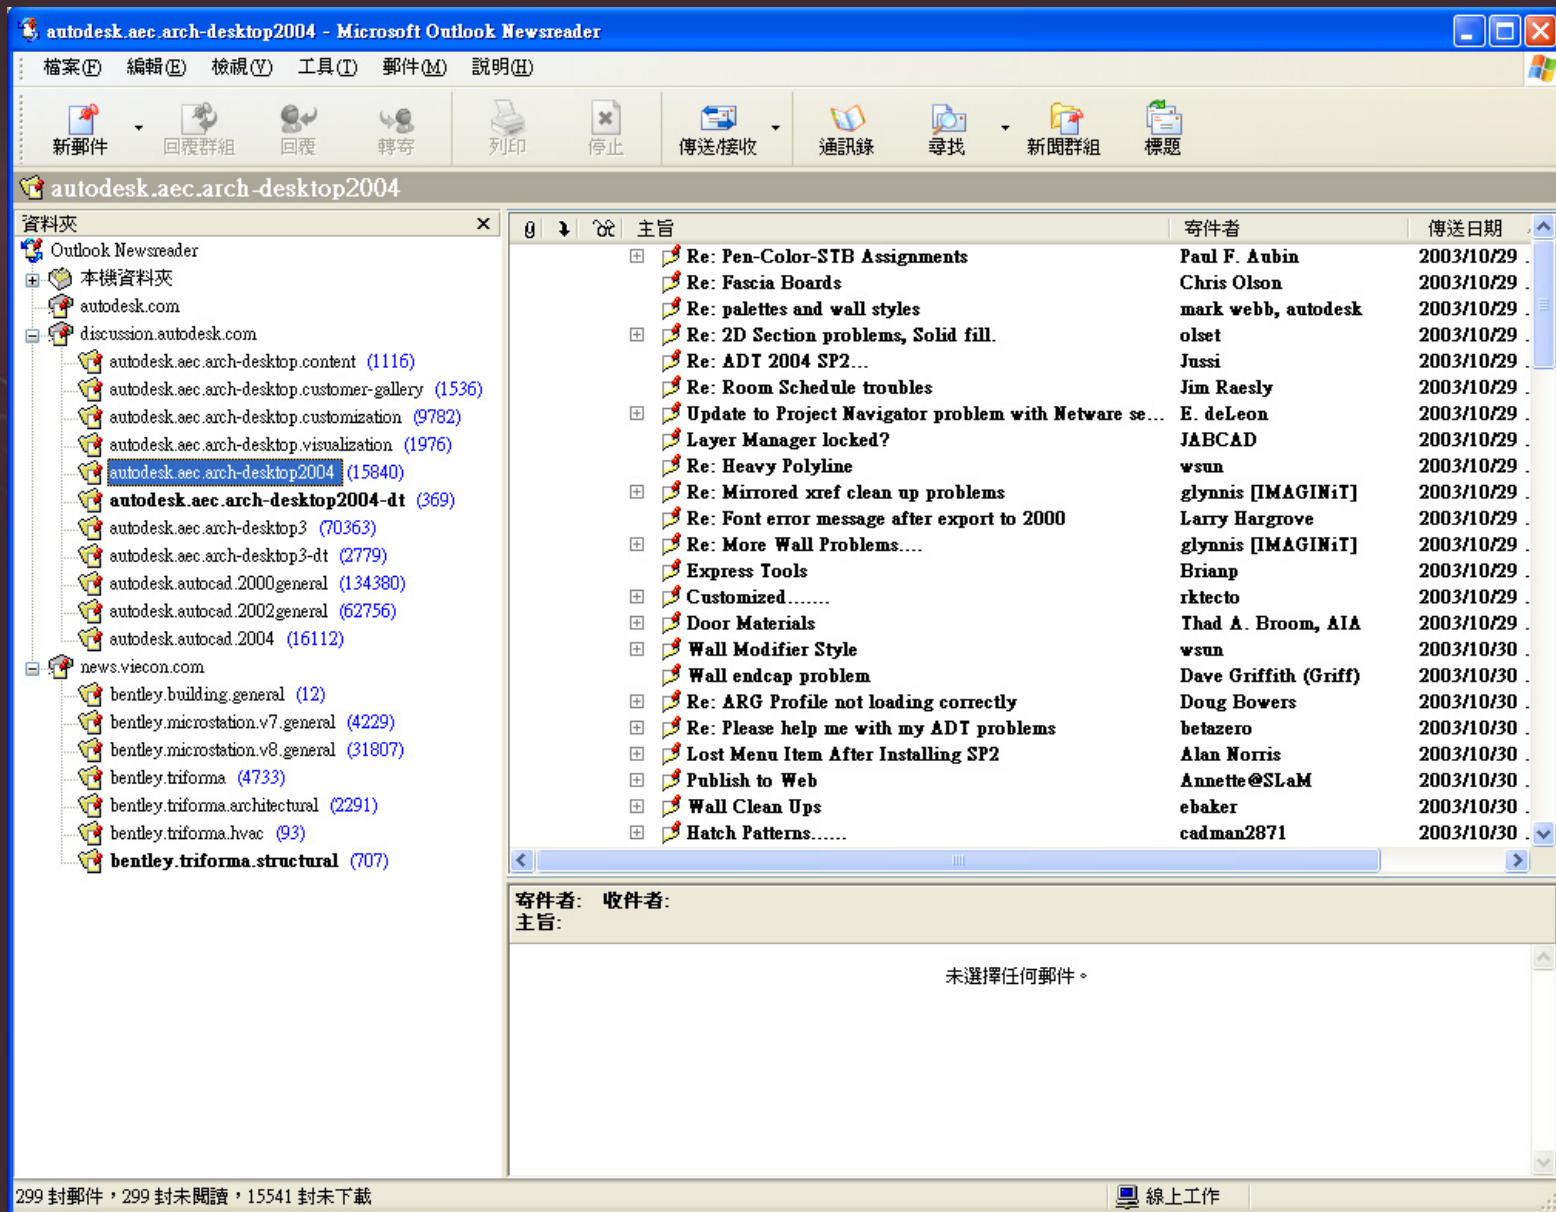 autodesk.aec.arch-desktop2004 - Microsoft Outlook Newsreader
檔案(F) 編輯(E) 檢視(V) 工具(T) 郵件(M) 說明(H)
新郵件 回覆群組 回覆 轉寄 列印 停止 傳送/接收 通訊錄 尋找 新聞群組 標題
autodesk.aec.arch-desktop2004
資料夾
Outlook Newsreader
本機資料夾
autodesk.com
discussion.autodesk.com
autodesk.aec.arch-desktop.content (1116)
autodesk.aec.arch-desktop.customer-gallery (1536)
autodesk.aec.arch-desktop.customization (9782)
autodesk.aec.arch-desktop.visualization (1976)
autodesk.aec.arch-desktop2004 (15840)
autodesk.aec.arch-desktop2004-dt (369)
autodesk.aec.arch-desktop3 (70363)
autodesk.aec.arch-desktop3-dt (2779)
autodesk.autocad.2000general (134380)
autodesk.autocad.2002general (62756)
autodesk.autocad.2004 (16112)
news.viecon.com
bentley.building.general (12)
bentley.microstation.v7.general (4229)
bentley.microstation.v8.general (31807)
bentley.triforma (4733)
bentley.triforma.architectural (2291)
bentley.triforma.hvac (93)
bentley.triforma.structural (707)
主旨 寄件者 傳送日期
Re: Pen-Color-STB Assignments Paul F. Aubin 2003/10/29 .
Re: Fascia Boards Chris Olson 2003/10/29 .
Re: palettes and wall styles mark webb, autodesk 2003/10/29 .
Re: 2D Section problems, Solid fill. olset 2003/10/29 .
Re: ADT 2004 SP2... Jussi 2003/10/29 .
Re: Room Schedule troubles Jim Raesly 2003/10/29 .
Update to Project Navigator problem with Netware se... E. deLeon 2003/10/29 .
Layer Manager locked? JABCAD 2003/10/29 .
Re: Heavy Polyline wsun 2003/10/29 .
Re: Mirrored xref clean up problems glynnis [IMAGINiT] 2003/10/29 .
Re: Font error message after export to 2000 Larry Hargrove 2003/10/29 .
Re: More Wall Problems.... glynnis [IMAGINiT] 2003/10/29 .
Express Tools Brianp 2003/10/29 .
Customized....... rktecto 2003/10/29 .
Door Materials Thad A. Broom, AIA 2003/10/29 .
Wall Modifier Style wsun 2003/10/30 .
Wall endcap problem Dave Griffith (Griff) 2003/10/30 .
Re: ARG Profile not loading correctly Doug Bowers 2003/10/30 .
Re: Please help me with my ADT problems betazero 2003/10/30 .
Lost Menu Item After Installing SP2 Alan Norris 2003/10/30 .
Publish to Web Annette@SLaM 2003/10/30 .
Wall Clean Ups ebaker 2003/10/30 .
Hatch Patterns...... cadman2871 2003/10/30 .
寄件者: 收件者:
主旨:
未選擇任何郵件。
299 封郵件，299 封未閱讀，15541 封未下載 線上工作